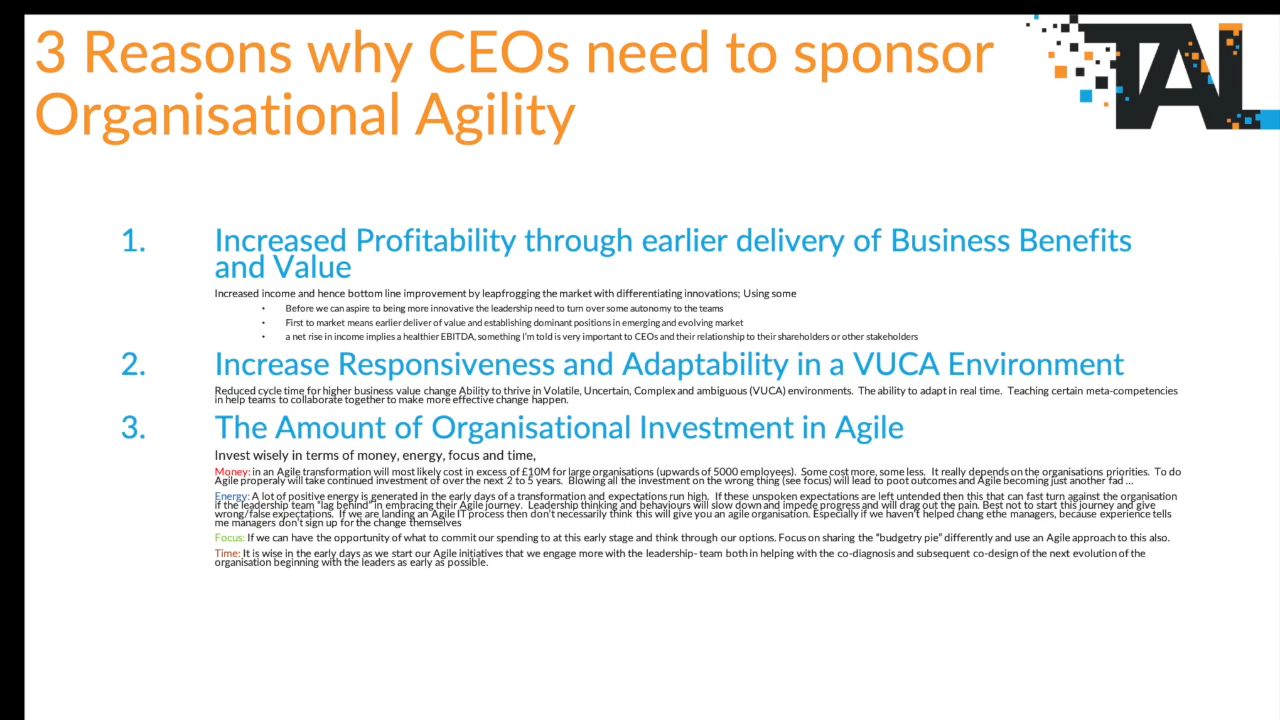 3 Reasons why CEOs need to sponsor
Organisational Agility
TAL
1. Increased Profitability through earlier delivery of Business Benefits
and Value
Increased income and hence bottom line improvement by leapfrogging the market with differentiating innovations; Using some
• Before we can aspire to being more innovative the leadership need to turn over some autonomy to the teams
• First to market means earlier deliver of value and establishing dominant positions in emerging and evolving market
• a net rise in income implies a healthier EBITDA, something I'm told is very important to CEOs and their relationship to their shareholders or other stakeholders
2. Increase Responsiveness and Adaptability in a VUCA Environment
Reduced cycle time for higher business value change Ability to thrive in Volatile, Uncertain, Complex and ambiguous (VUCA) environments. The ability to adapt in real time. Teaching certain meta-competencies
in help teams to collaborate together to make more effective change happen.
3. The Amount of Organisational Investment in Agile
Invest wisely in terms of money, energy, focus and time,
Money: in an Agile transformation will most likely cost in excess of £10M for large organisations (upwards of 5000 employees). Some cost more, some less. It really depends on the organisations priorities. To do
Agile properaly will take continued investment of over the next 2 to 5 years. Blowing all the investment on the wrong thing (see focus) will lead to poot outcomes and Agile becoming just another fad ...
Energy: A lot of positive energy is generated in the early days of a transformation and expectations run high. If these unspoken expectations are left untended then this that can fast turn against the organisation
if the leadership team "lag behind" in embracing their Agile journey. Leadership thinking and behaviours will slow down and impede progress and will drag out the pain. Best not to start this journey and give
wrong/false expectations. If we are landing an Agile IT process then don't necessarily think this will give you an agile organisation. Especially if we haven't helped chang ethe managers, because experience tells
me managers don't sign up for the change themselves
Focus: If we can have the opportunity of what to commit our spending to at this early stage and think through our options. Focus on sharing the "budgetry pie" differently and use an Agile approach to this also.
Time: It is wise in the early days as we start our Agile initiatives that we engage more with the leadership- team both in helping with the co-diagnosis and subsequent co-design of the next evolution of the
organisation beginning with the leaders as early as possible.